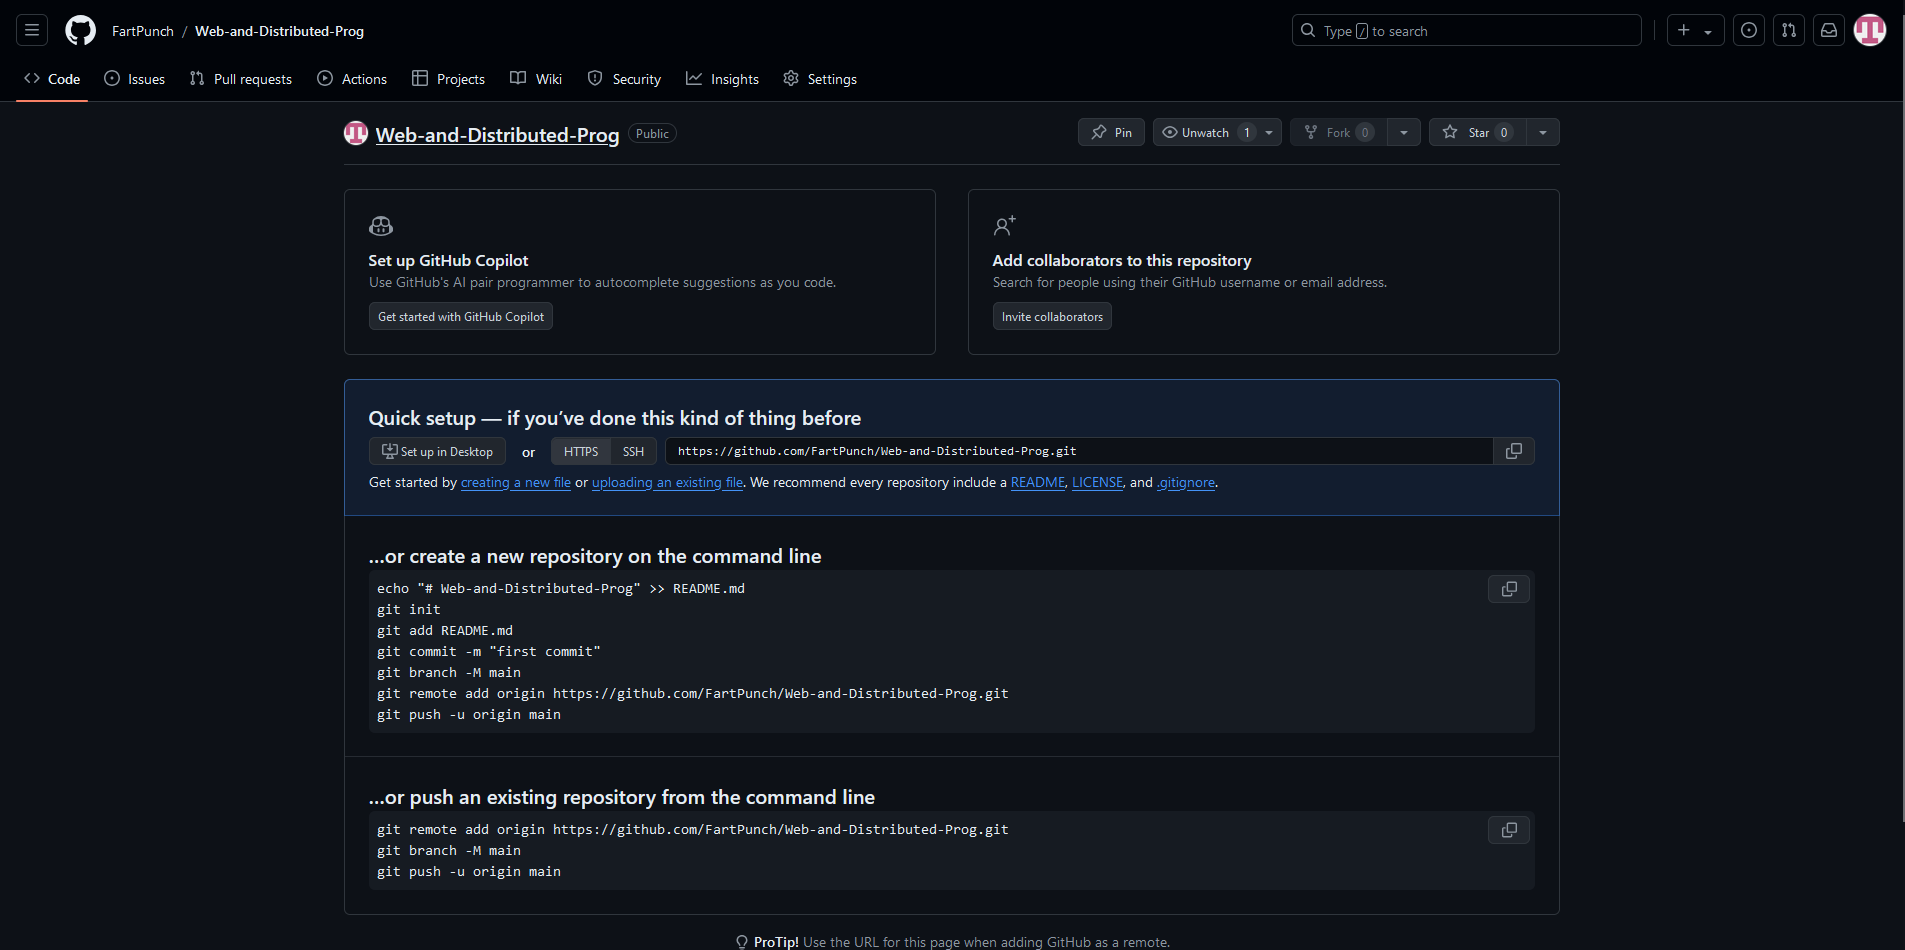 FartPunch / Web-and-Distributed-Prog
Type / to search
Code Issues Pull requests Actions Projects Wiki Security Insights Settings
Web-and-Distributed-Prog Public
Pin Unwatch 1 Fork 0 Star 0
Set up GitHub Copilot
Use GitHub's AI pair programmer to autocomplete suggestions as you code.
Get started with GitHub Copilot
Add collaborators to this repository
Search for people using their GitHub username or email address.
Invite collaborators
Quick setup — if you’ve done this kind of thing before
Set up in Desktop or HTTPS SSH https://github.com/FartPunch/Web-and-Distributed-Prog.git
Get started by creating a new file or uploading an existing file. We recommend every repository include a README, LICENSE, and .gitignore.
…or create a new repository on the command line
echo "# Web-and-Distributed-Prog" >> README.md
git init
git add README.md
git commit -m "first commit"
git branch -M main
git remote add origin https://github.com/FartPunch/Web-and-Distributed-Prog.git
git push -u origin main
…or push an existing repository from the command line
git remote add origin https://github.com/FartPunch/Web-and-Distributed-Prog.git
git branch -M main
git push -u origin main
ProTip! Use the URL for this page when adding GitHub as a remote.